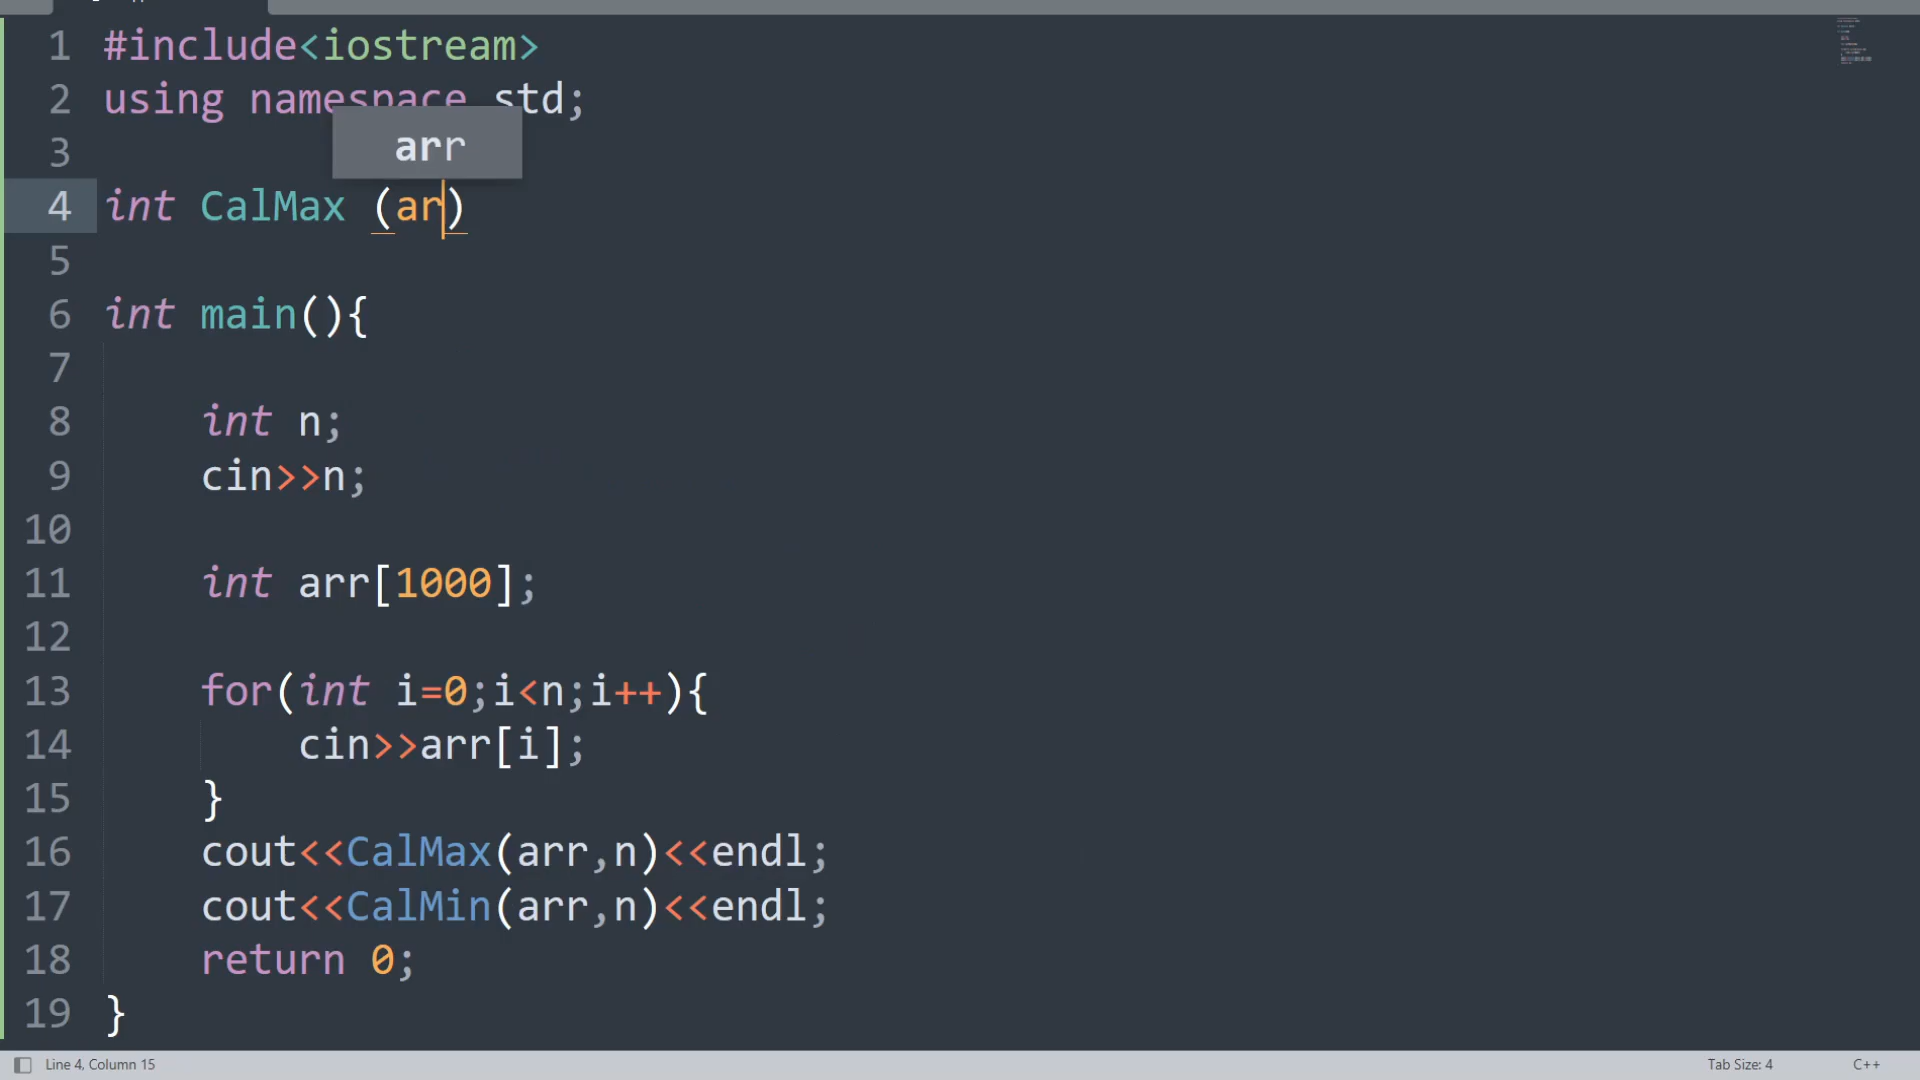 1 #include<iostream>
2 using namespace std;
arr
3
4 int CalMax (ar)
5
6 int main(){
7
8 int n;
9 cin>>n;
10
11 int arr[1000];
12
13 for(int i=0;i<n;i++){
14 cin>>arr[i];
15 }
16 cout<<CalMax(arr,n)<<endl;
17 cout<<CalMin(arr,n)<<endl;
18 return 0;
19 }
Line 4, Column 15 Tab Size: 4 C++